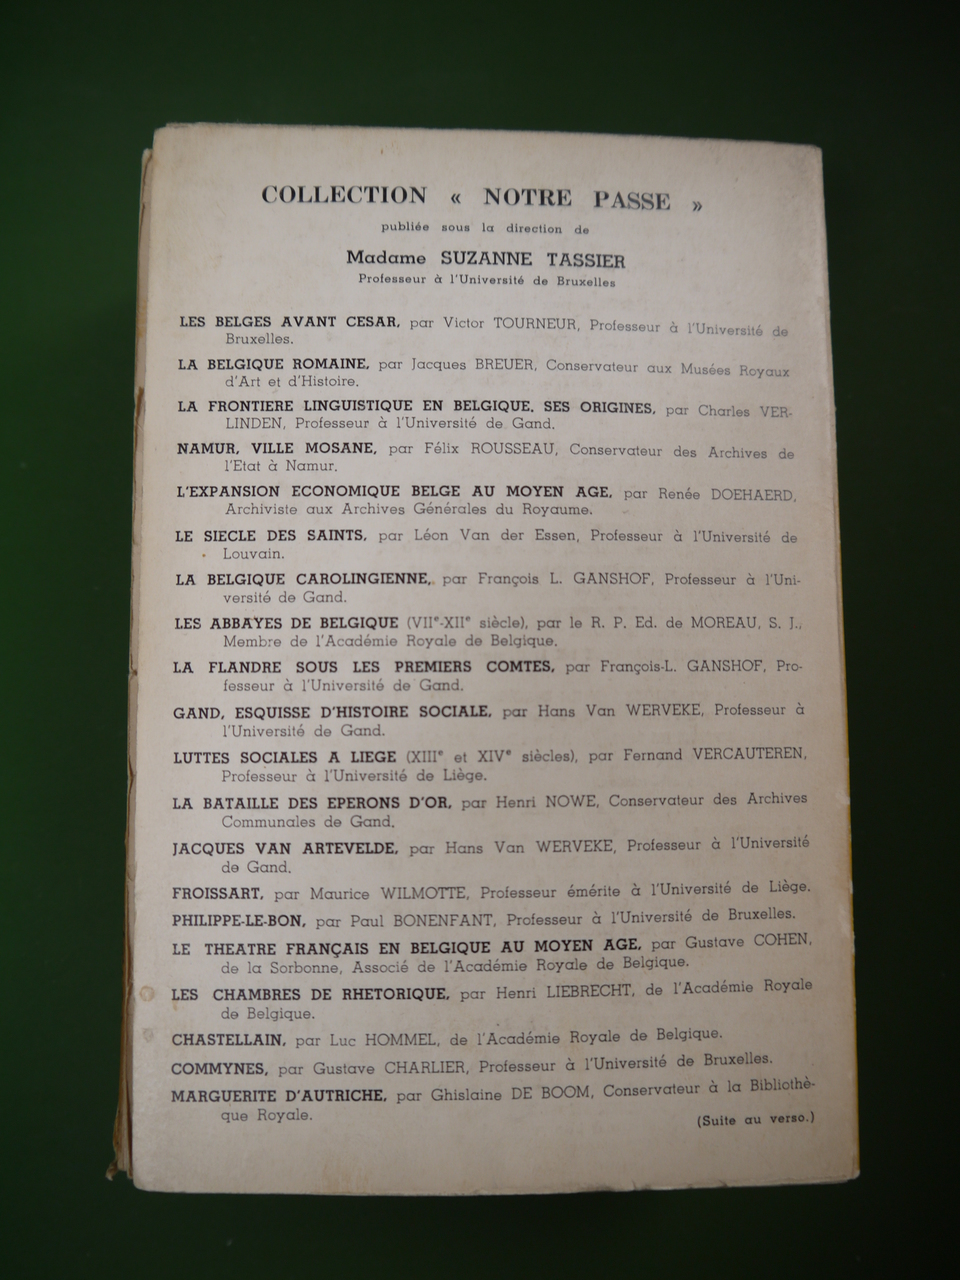 COLLECTION « NOTRE PASSE »
publiée sous la direction de
Madame SUZANNE TASSIER
Professeur à l'Université de Bruxelles
LES BELGES AVANT CESAR, par Victor TOURNEUR, Professeur à l'Université de
Bruxelles.
LA BELGIQUE ROMAINE, par Jacques BREUER, Conservateur aux Musées Royaux
d'Art et d'Histoire.
LA FRONTIERE LINGUISTIQUE EN BELGIQUE. SES ORIGINES, par Charles VER-
LINDEN, Professeur à l'Université de Gand.
NAMUR, VILLE MOSANE, par Félix ROUSSEAU, Conservateur des Archives de
l'Etat à Namur.
L'EXPANSION ECONOMIQUE BELGE AU MOYEN AGE, par Renée DOEHAERD,
Archiviste aux Archives Générales du Royaume.
LE SIECLE DES SAINTS, par Léon Van der Essen, Professeur à l'Université de
Louvain.
LA BELGIQUE CAROLINGIENNE, par François L. GANSHOF, Professeur à l'Uni-
versité de Gand.
LES ABBAYES DE BELGIQUE (VIIe-XIIe siècle), par le R. P. Ed. de MOREAU, S. J.,
Membre de l'Académie Royale de Belgique.
LA FLANDRE SOUS LES PREMIERS COMTES, par François-L. GANSHOF, Pro-
fesseur à l'Université de Gand.
GAND, ESQUISSE D'HISTOIRE SOCIALE, par Hans Van WERVEKE, Professeur à
l'Université de Gand.
LUTTES SOCIALES A LIEGE (XIIIe et XIVe siècles), par Fernand VERCAUTEREN,
Professeur à l'Université de Liège.
LA BATAILLE DES EPERONS D'OR, par Henri NOWE, Conservateur des Archives
Communales de Gand.
JACQUES VAN ARTEVELDE, par Hans Van WERVEKE, Professeur à l'Université
de Gand.
FROISSART, par Maurice WILMOTTE, Professeur émérite à l'Université de Liège.
PHILIPPE-LE-BON, par Paul BONENFANT, Professeur à l'Université de Bruxelles.
LE THEATRE FRANÇAIS EN BELGIQUE AU MOYEN AGE, par Gustave COHEN,
de la Sorbonne, Associé de l'Académie Royale de Belgique.
LES CHAMBRES DE RHETORIQUE, par Henri LIEBRECHT, de l'Académie Royale
de Belgique.
CHASTELLAIN, par Luc HOMMEL, de l'Académie Royale de Belgique.
COMMYNES, par Gustave CHARLIER, Professeur à l'Université de Bruxelles.
MARGUERITE D'AUTRICHE, par Ghislaine DE BOOM, Conservateur à la Bibliothè-
que Royale.
(Suite au verso.)